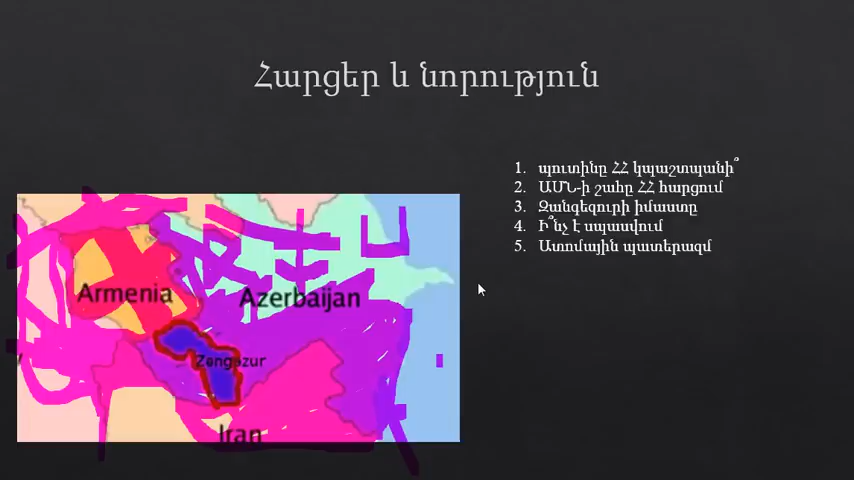 Հարցեր և նորություն
1. պուտինը ՀՀ կպաշտպանի՞
2. ԱՄՆ-ի շահը ՀՀ հարցում
3. Զանգեզուրի իմաստը
4. Ի՞նչ է սպասվում
5. Ատոմային պատերազմ
Armenia
Azerbaijan
Zangezur
Iran